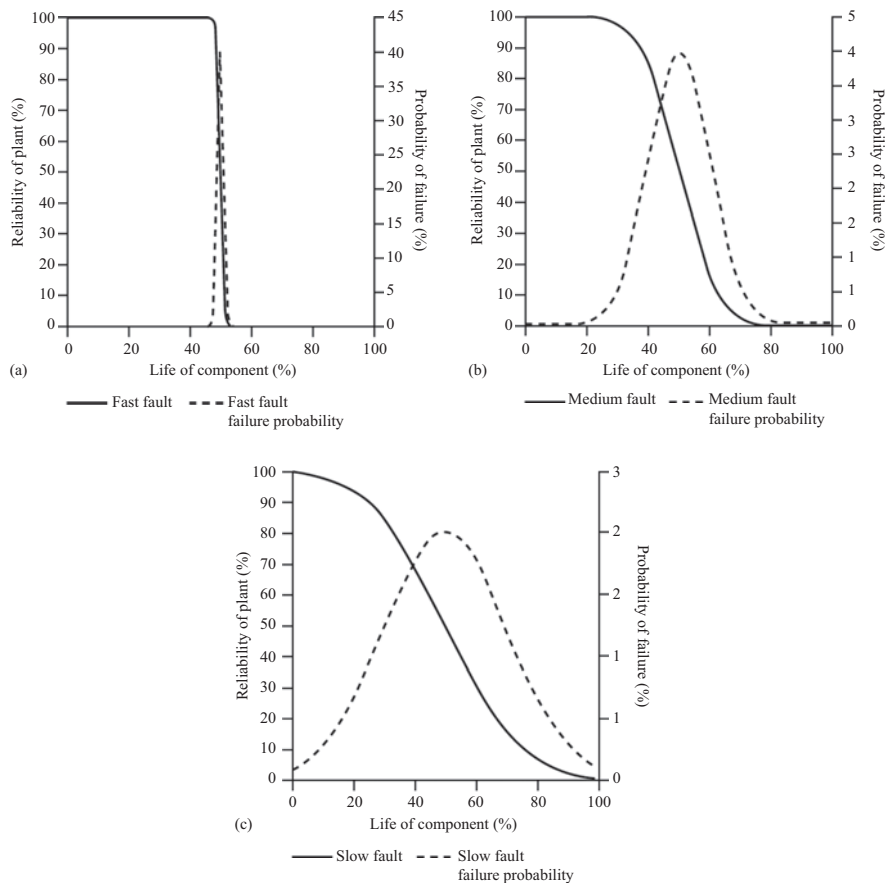 Reliability of plant (%)
100
90
80
70
60
50
40
30
20
10
0
45
40
35
30
25
20
15
10
5
0
Probability of failure
(%)
0 20 40 60 80 100
Life of component (%)
(a)
Fast fault Fast fault
failure probability
Reliability of plant (%)
100
90
80
70
60
50
40
30
20
10
0
5
4
4
3
3
2
2
1
1
0
Probability of failure
(%)
0 20 40 60 80 100
Life of component (%)
(b)
Medium fault Medium fault
failure probability
Reliability of plant (%)
100
90
80
70
60
50
40
30
20
10
0
3
2
2
1
1
0
Probability of failure (%)
0 20 40 60 80 100
Life of component (%)
(c)
Slow fault Slow fault
failure probability